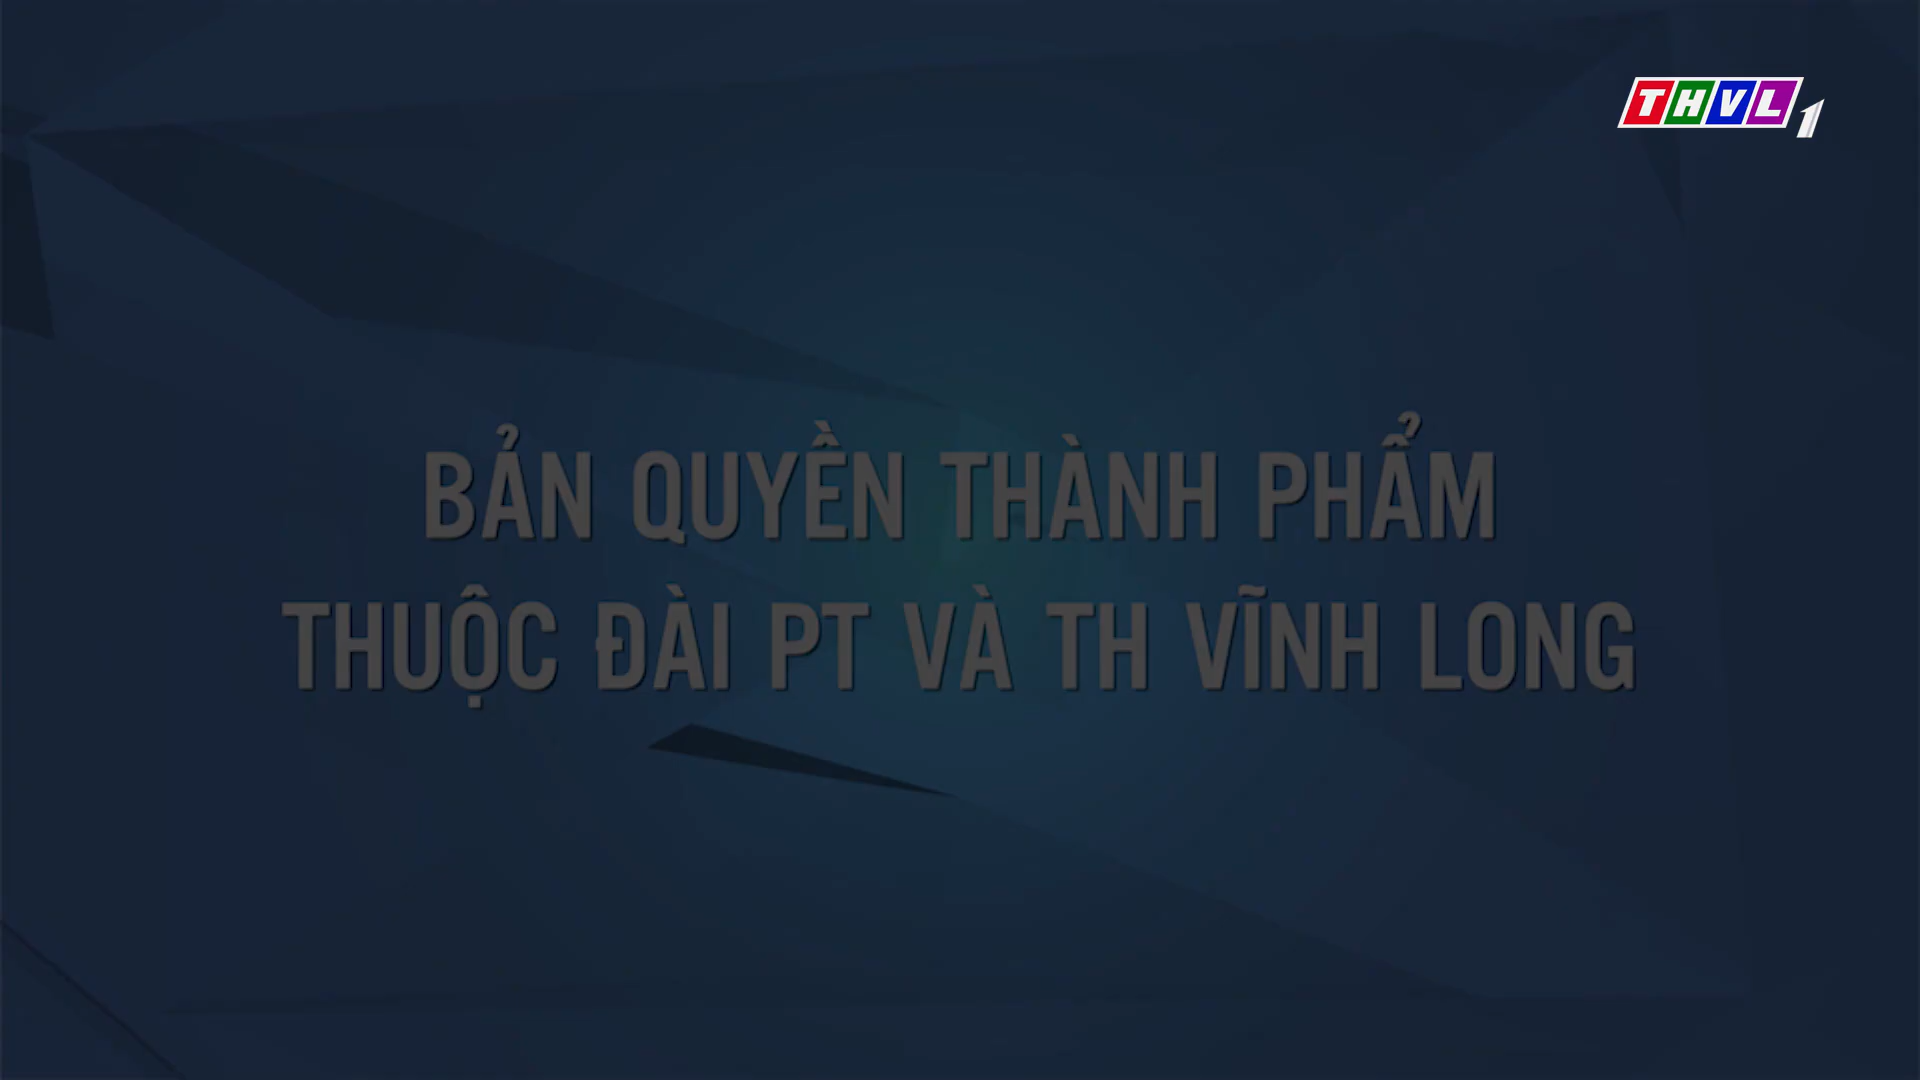 THVL1
BẢN QUYỀN THÀNH PHẨM
THUỘC ĐÀI PT VÀ TH VĨNH LONG